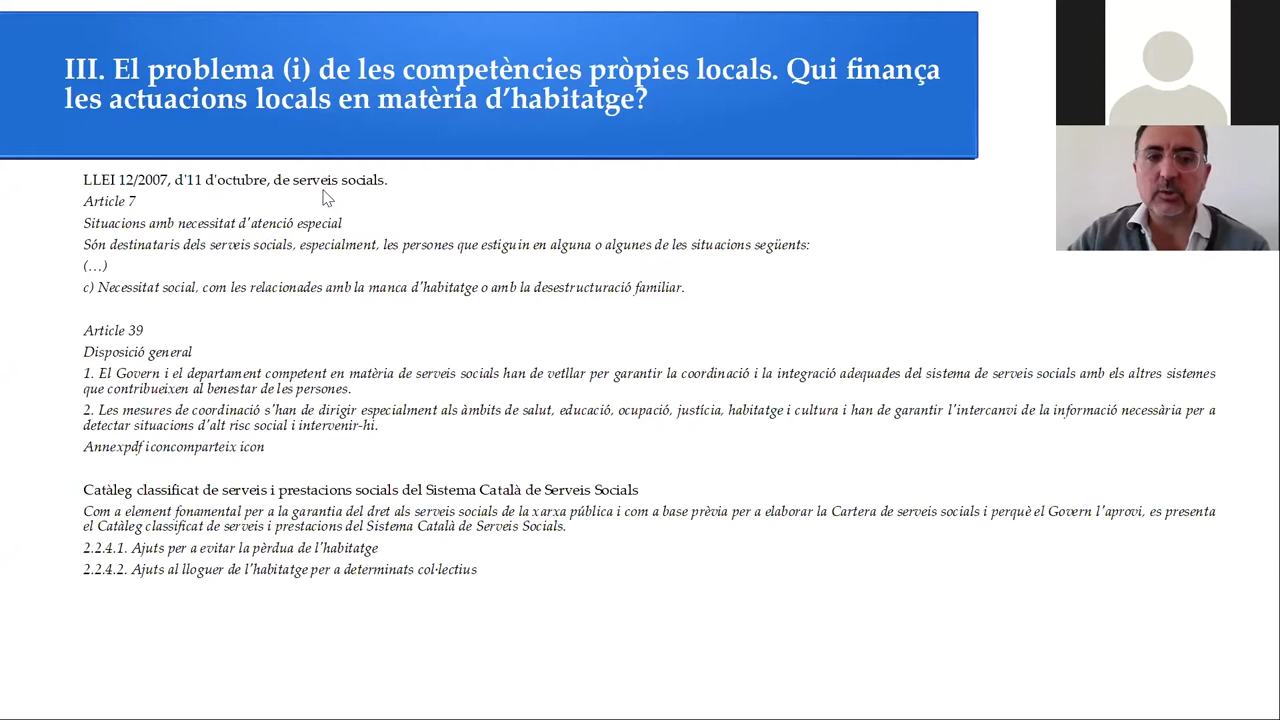 III. El problema (i) de les competències pròpies locals. Qui finança
les actuacions locals en matèria d’habitatge?
LLEI 12/2007, d'11 d'octubre, de serveis socials.
Article 7
Situacions amb necessitat d'atenció especial
Són destinataris dels serveis socials, especialment, les persones que estiguin en alguna o algunes de les situacions següents:
(…)
c) Necessitat social, com les relacionades amb la manca d'habitatge o amb la desestructuració familiar.
Article 39
Disposició general
1. El Govern i el departament competent en matèria de serveis socials han de vetllar per garantir la coordinació i la integració adequades del sistema de serveis socials amb els altres sistemes
que contribueixen al benestar de les persones.
2. Les mesures de coordinació s'han de dirigir especialment als àmbits de salut, educació, ocupació, justícia, habitatge i cultura i han de garantir l'intercanvi de la informació necessària per a
detectar situacions d'alt risc social i intervenir-hi.
Annexpdf iconcomparteix icon
Catàleg classificat de serveis i prestacions socials del Sistema Català de Serveis Socials
Com a element fonamental per a la garantia del dret als serveis socials de la xarxa pública i com a base prèvia per a elaborar la Cartera de serveis socials i perquè el Govern l'aprovi, es presenta
el Catàleg classificat de serveis i prestacions del Sistema Català de Serveis Socials.
2.2.4.1. Ajuts per a evitar la pèrdua de l'habitatge
2.2.4.2. Ajuts al lloguer de l'habitatge per a determinats col·lectius